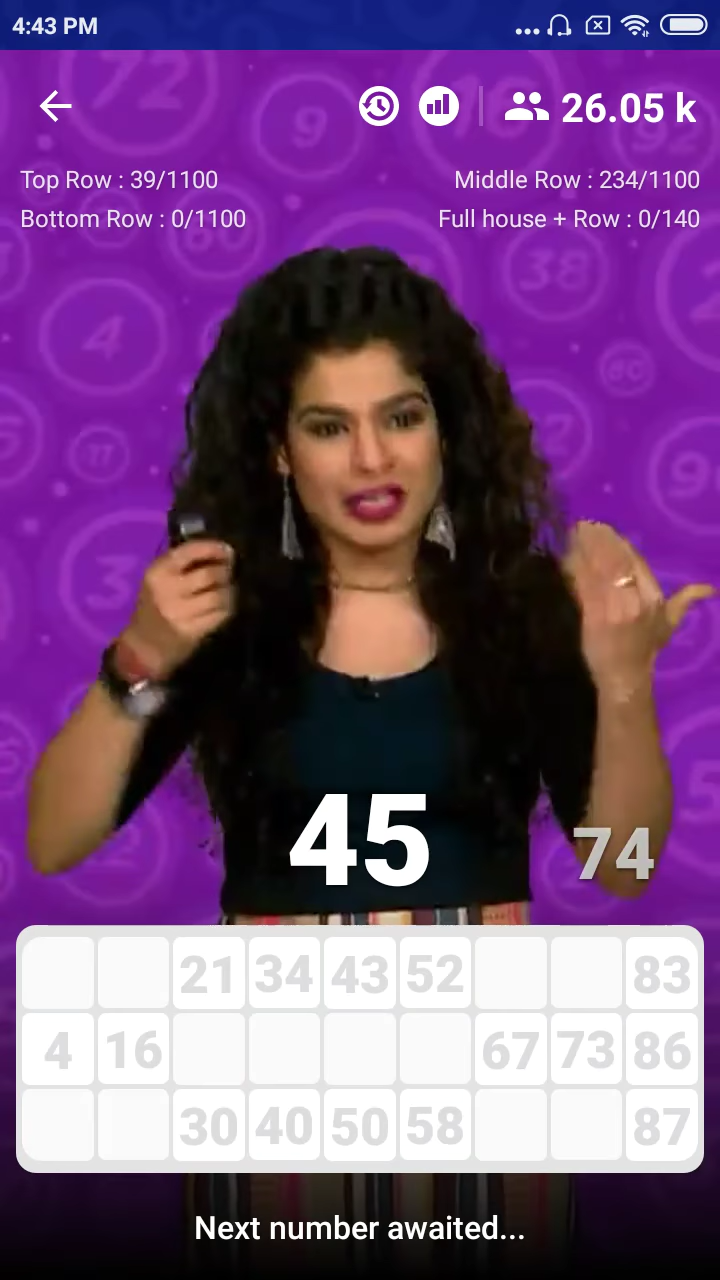 4:43 PM
26.05 k
Top Row : 39/1100
Middle Row : 234/1100
Bottom Row : 0/1100
Full house + Row : 0/140
45
74
21 34 43 52 83
4 16 67 73 86
30 40 50 58 87
Next number awaited...